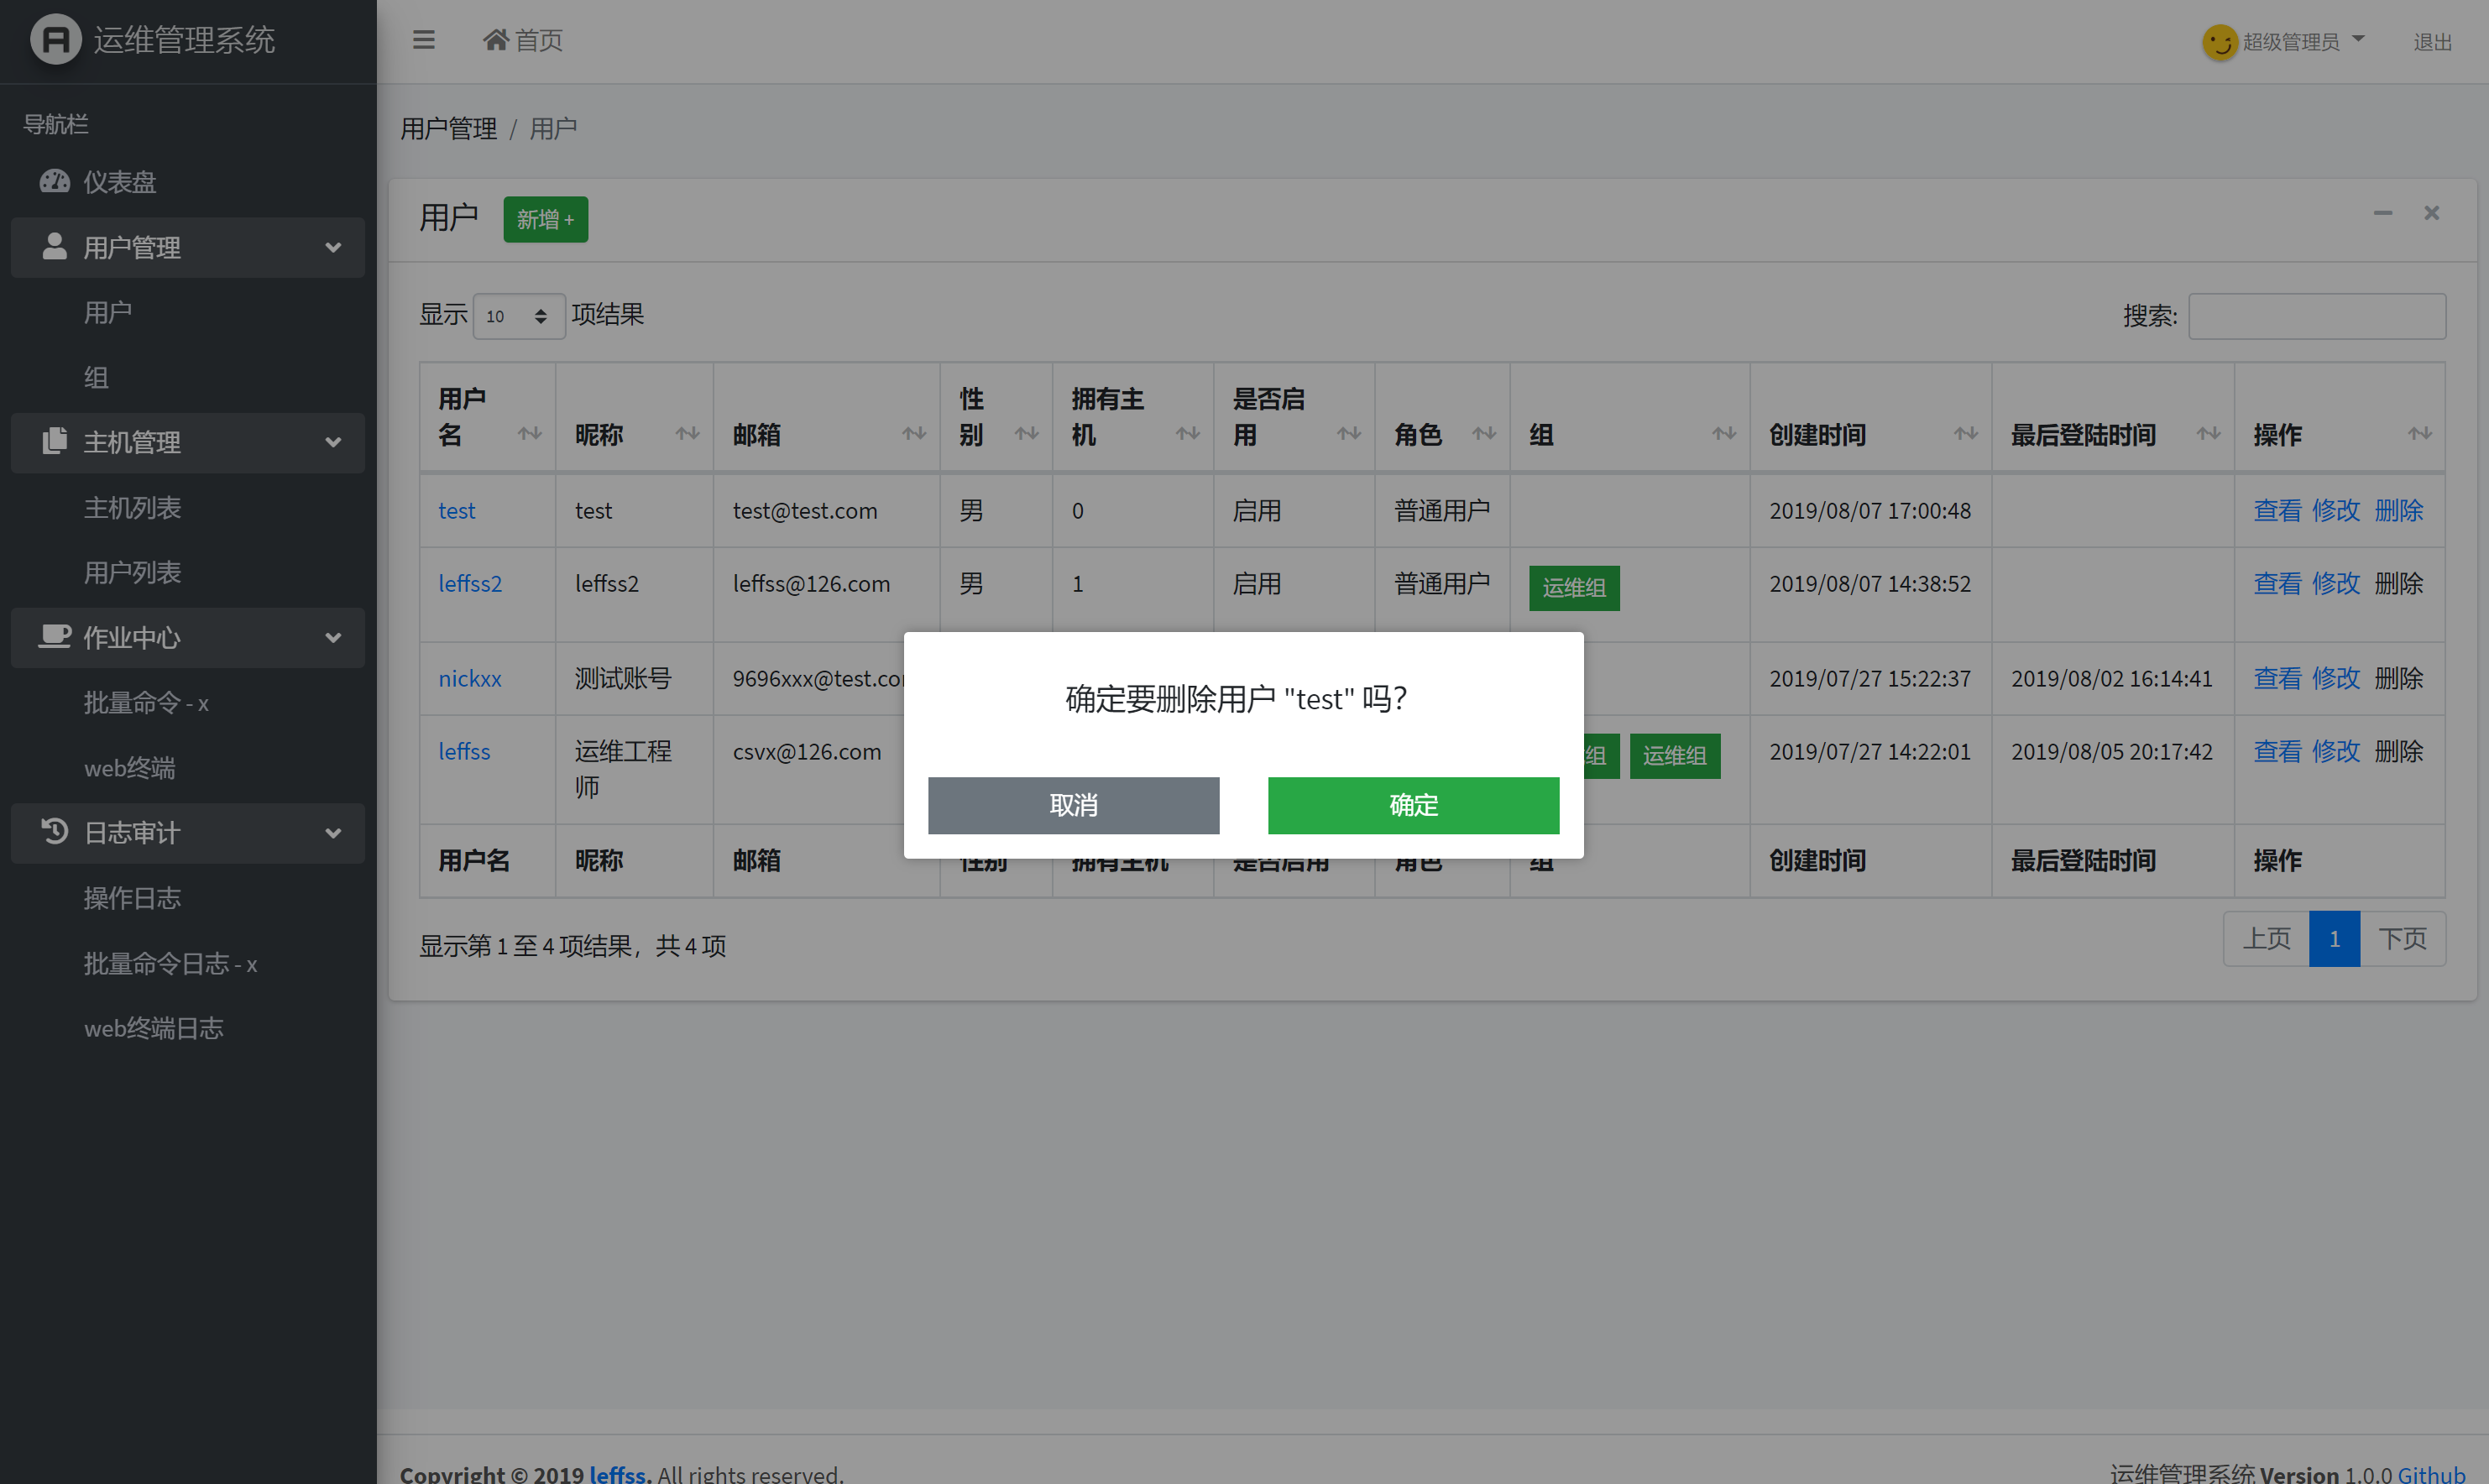 运维管理系统
首页
超级管理员
退出
导航栏
仪表盘
用户管理
用户
组
主机管理
主机列表
用户列表
作业中心
批量命令 - x
web终端
日志审计
操作日志
批量命令日志 - x
web终端日志
用户管理 / 用户
用户 新增 +
显示 10 项结果
搜索:
用户名 昵称 邮箱 性别 拥有主机 是否启用 角色 组 创建时间 最后登陆时间 操作
test test test@test.com 男 0 启用 普通用户 2019/08/07 17:00:48 查看 修改 删除
leffss2 leffss2 leffss@126.com 男 1 启用 普通用户 运维组 2019/08/07 14:38:52 查看 修改 删除
nickxx 测试账号 2019/07/27 15:22:37 2019/08/02 16:14:41 查看 修改 删除
leffss 运维工程师 csvx@126.com 组 运维组 2019/07/27 14:22:01 2019/08/05 20:17:42 查看 修改 删除
用户名 昵称 邮箱 性别 拥有主机 是否启用 角色 组 创建时间 最后登陆时间 操作
确定要删除用户 "test" 吗?
取消 确定
显示第 1 至 4 项结果，共 4 项
上页 1 下页
Copyright © 2019 leffss. All rights reserved.
运维管理系统 Version 1.0.0 Github